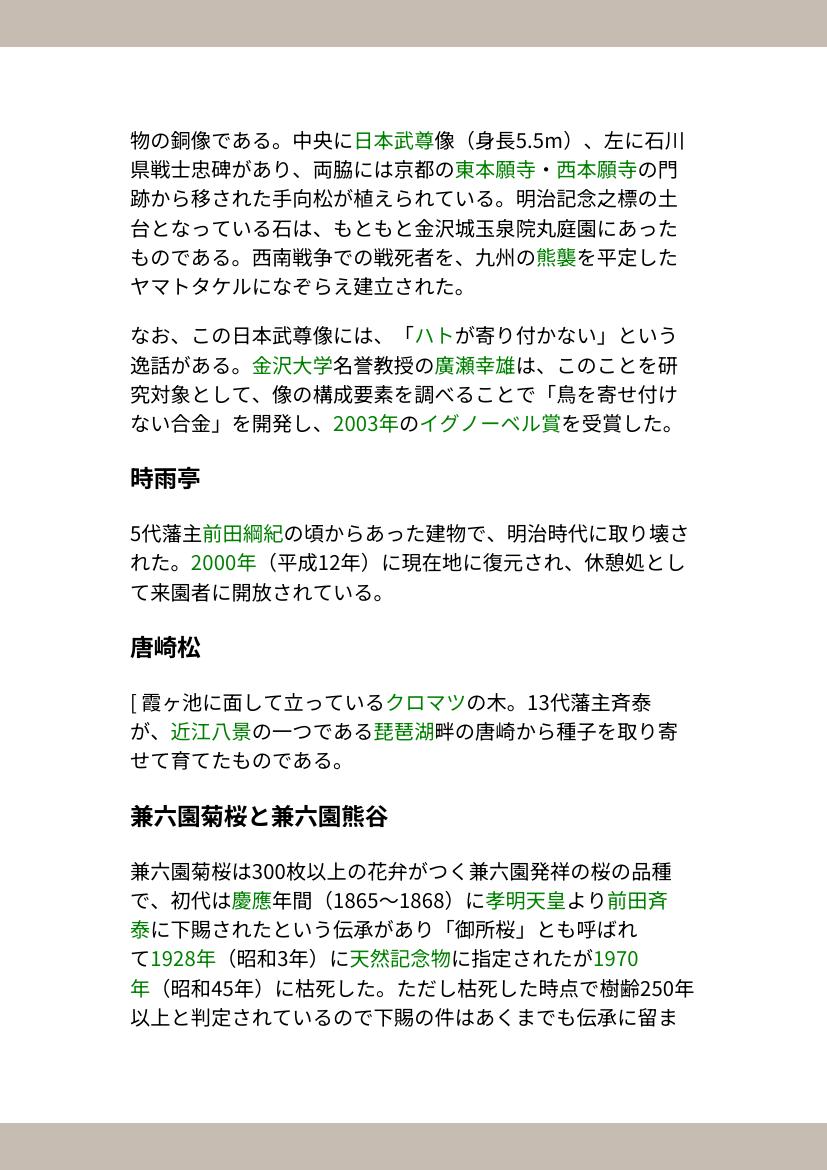 物の銅像である。中央に日本武尊像（身長5.5m）、左に石川
県戦士忠碑があり、両脇には京都の東本願寺・西本願寺の門
跡から移された手向松が植えられている。明治記念之標の土
台となっている石は、もともと金沢城玉泉院丸庭園にあった
ものである。西南戦争での戦死者を、九州の熊襲を平定した
ヤマトタケルになぞらえ建立された。
なお、この日本武尊像には、「ハトが寄り付かない」という
逸話がある。金沢大学名誉教授の廣瀬幸雄は、このことを研
究対象として、像の構成要素を調べることで「鳥を寄せ付け
ない合金」を開発し、2003年のイグノーベル賞を受賞した。
時雨亭
5代藩主前田綱紀の頃からあった建物で、明治時代に取り壊さ
れた。2000年（平成12年）に現在地に復元され、休憩処とし
て来園者に開放されている。
唐崎松
[ 霞ヶ池に面して立っているクロマツの木。13代藩主斉泰
が、近江八景の一つである琵琶湖畔の唐崎から種子を取り寄
せて育てたものである。
兼六園菊桜と兼六園熊谷
兼六園菊桜は300枚以上の花弁がつく兼六園発祥の桜の品種
で、初代は慶應年間（1865〜1868）に孝明天皇より前田斉
泰に下賜されたという伝承があり「御所桜」とも呼ばれ
て1928年（昭和3年）に天然記念物に指定されたが1970
年（昭和45年）に枯死した。ただし枯死した時点で樹齢250年
以上と判定されているので下賜の件はあくまでも伝承に留ま